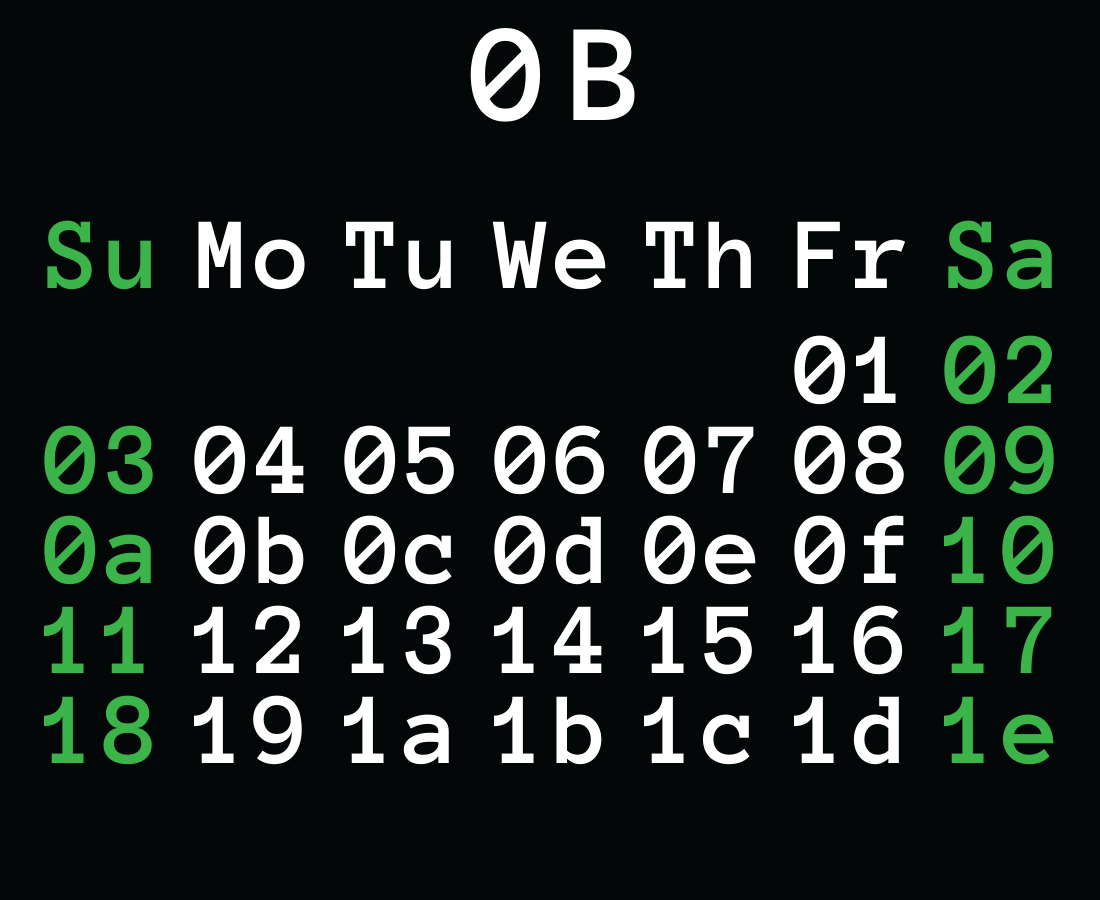 0B
Su Mo Tu We Th Fr Sa
01 02
03 04 05 06 07 08 09
0a 0b 0c 0d 0e 0f 10
11 12 13 14 15 16 17
18 19 1a 1b 1c 1d 1e